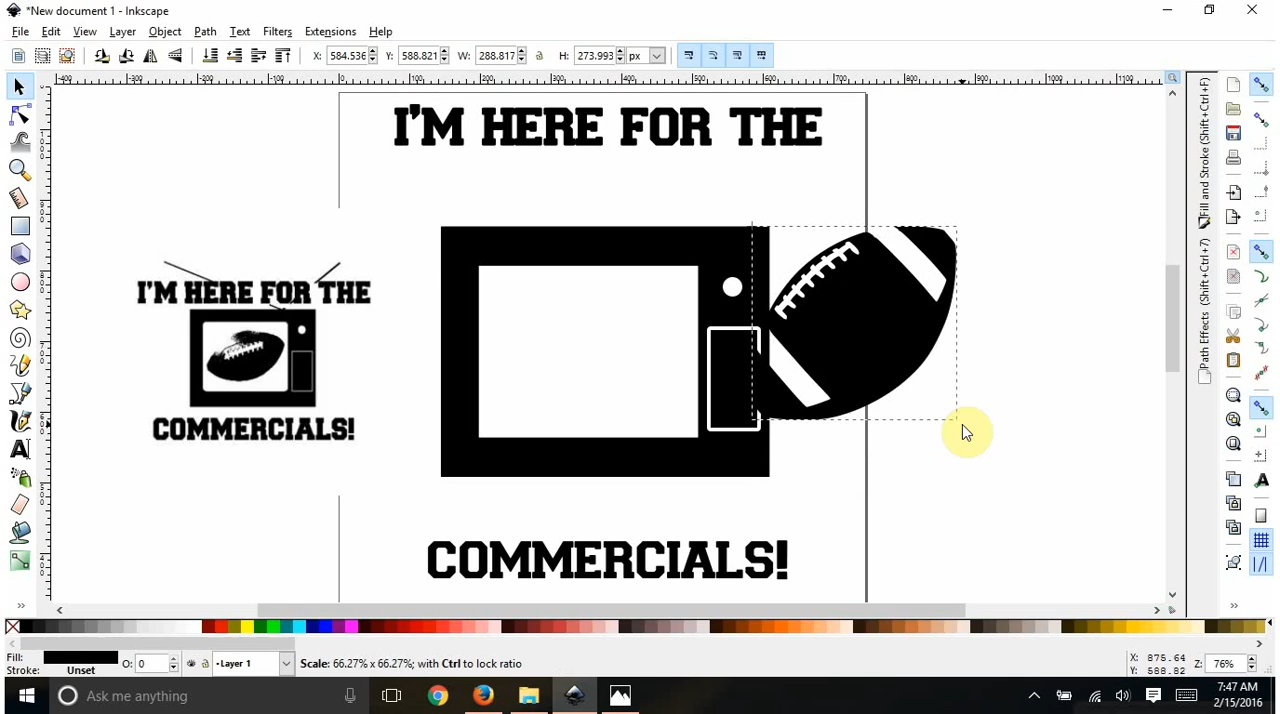 *New document 1 - Inkscape
File Edit View Layer Object Path Text Filters Extensions Help
X: 584.536 Y: 588.821 W: 288.817 H: 273.993 px
I'M HERE FOR THE
I'M HERE FOR THE
COMMERCIALS!
COMMERCIALS!
Fill and Stroke (Shift+Ctrl+F)
Path Effects (Shift+Ctrl+7)
Fill:
Stroke: Unset
O: 0
Layer 1
Scale: 66.27% x 66.27%; with Ctrl to lock ratio
X: 875.64
Y: 588.82
Z: 76%
Ask me anything
7:47 AM
2/15/2016